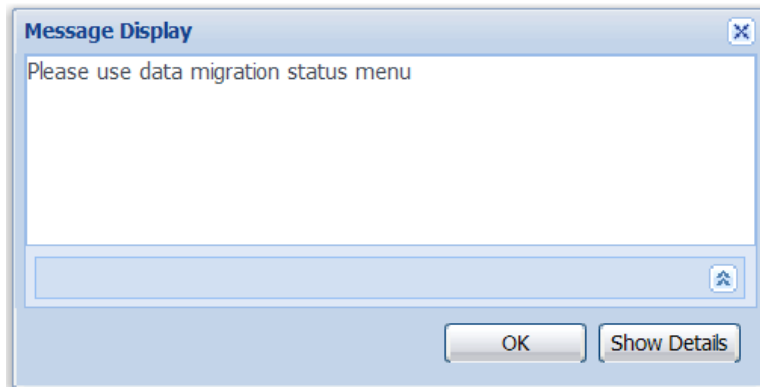 Message Display
Please use data migration status menu
OK
Show Details